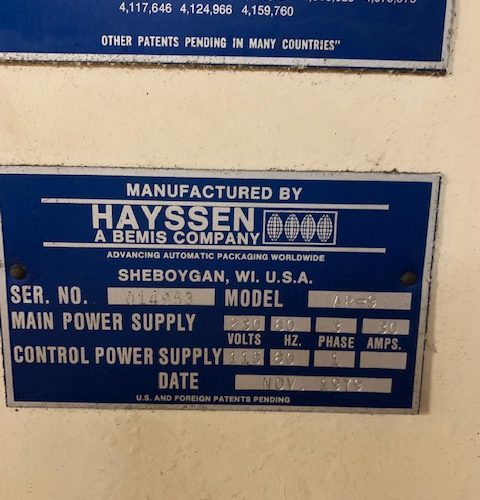 4,117,646 4,124,966 4,159,760
OTHER PATENTS PENDING IN MANY COUNTRIES"
MANUFACTURED BY
HAYSSEN
A BEMIS COMPANY
ADVANCING AUTOMATIC PACKAGING WORLDWIDE
SHEBOYGAN, WI. U.S.A.
SER. NO. MODEL
MAIN POWER SUPPLY 230 60 3 30
VOLTS HZ. PHASE AMPS.
CONTROL POWER SUPPLY 115 60 1
DATE NOV. 1979
U.S. AND FOREIGN PATENTS PENDING